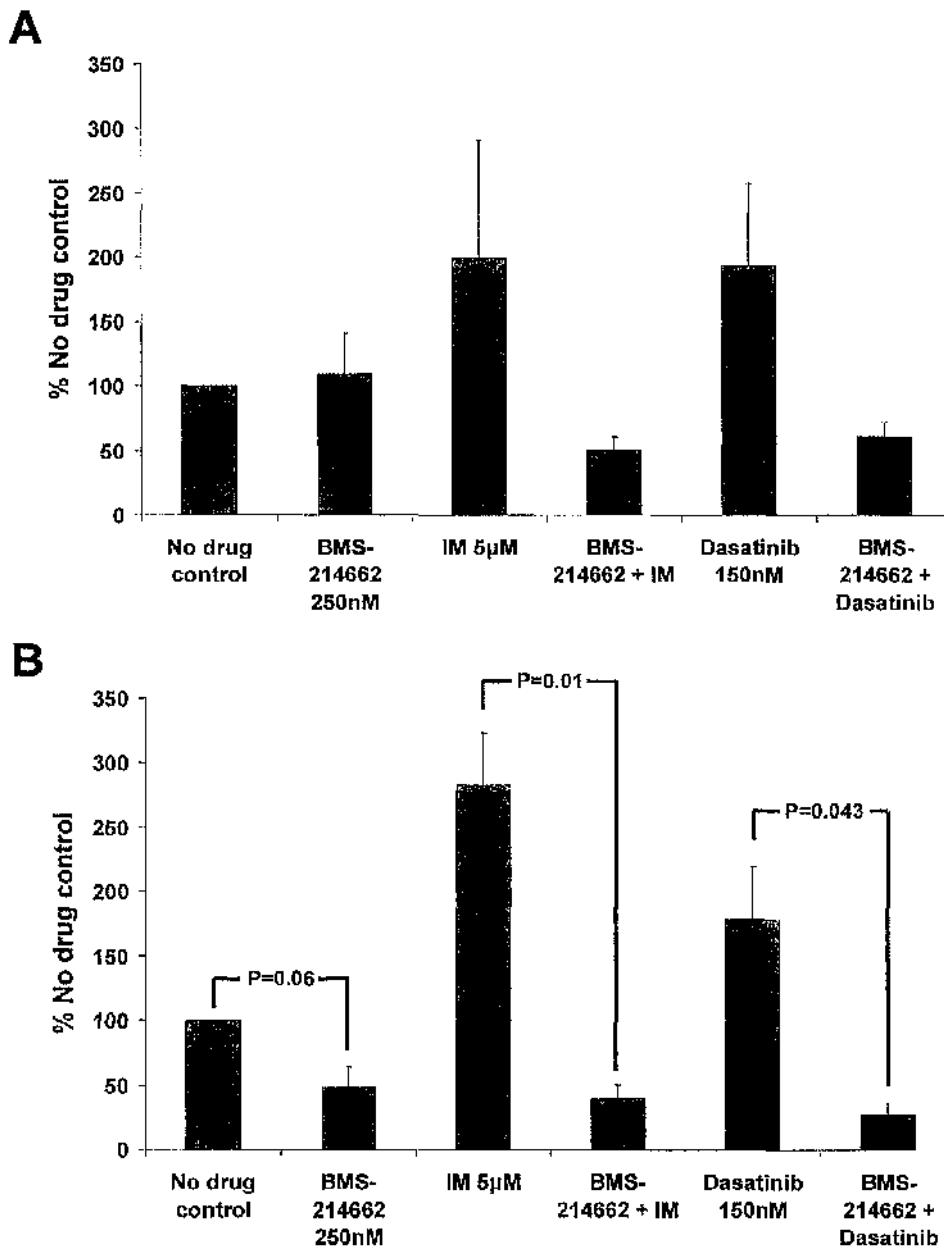 A
350
300
250
200
150
100
50
0
% No drug control
No drug control
BMS-214662 250nM
IM 5µM
BMS-214662 + IM
Dasatinib 150nM
BMS-214662 + Dasatinib
B
350
300
250
200
150
100
50
0
% No drug control
P=0.06
P=0.01
P=0.043
No drug control
BMS-214662 250nM
IM 5µM
BMS-214662 + IM
Dasatinib 150nM
BMS-214662 + Dasatinib